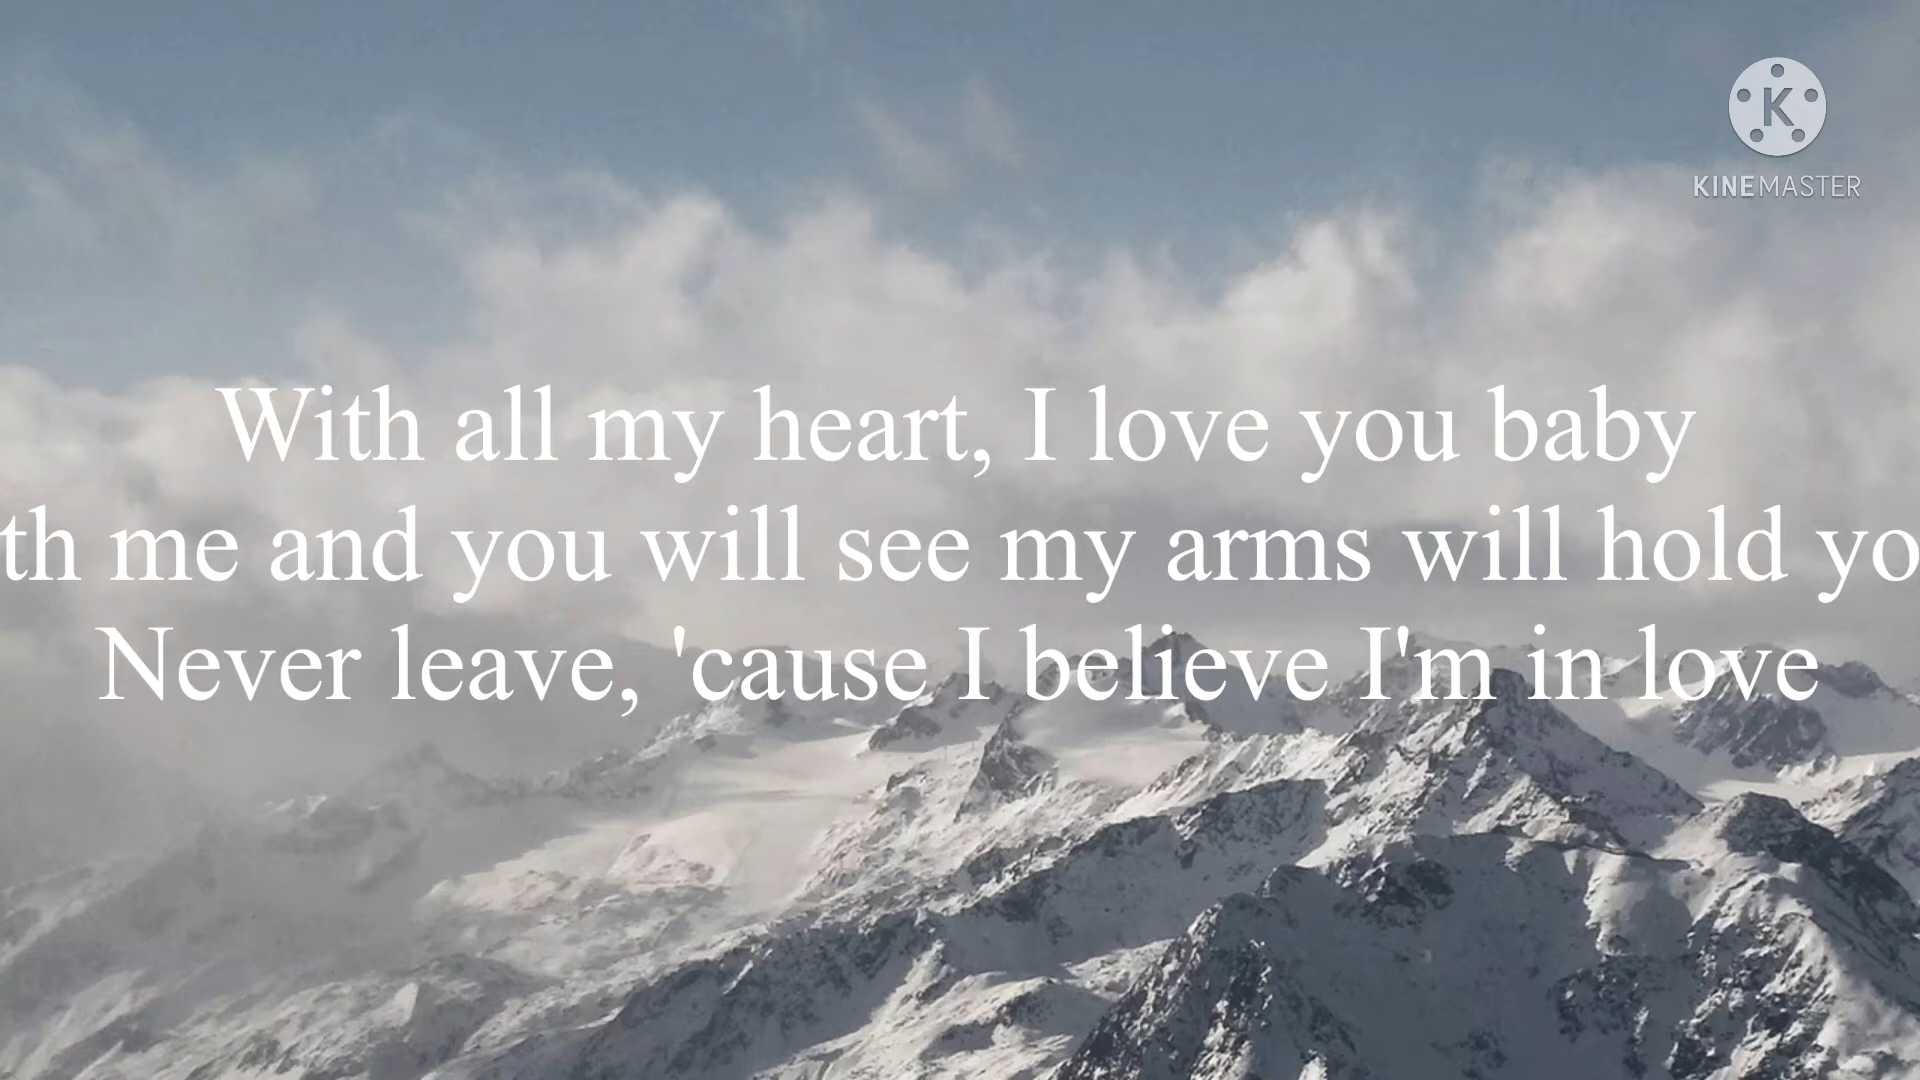 K
KINEMASTER
With all my heart, I love you baby
th me and you will see my arms will hold yo
Never leave, 'cause I believe I'm in love